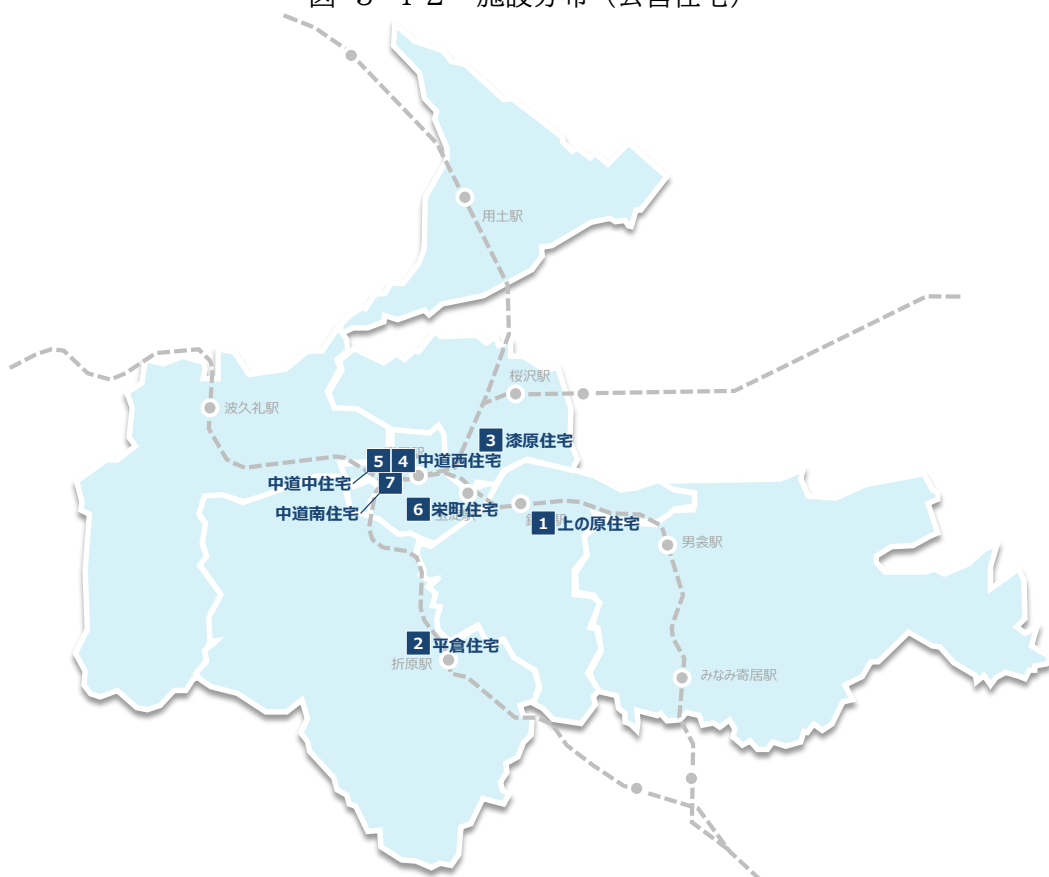 用土駅
桜沢駅
波久礼駅
3 漆原住宅
5 4 中道西住宅
中道中住宅
7
中道南住宅
6 栄町住宅
1 上の原住宅
男衾駅
2 平倉住宅
折原駅
みなみ寄居駅